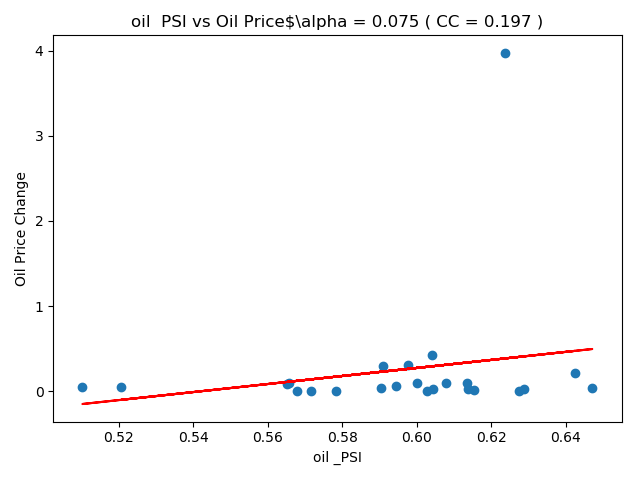 oil  PSI vs Oil Price$\alpha = 0.075 ( CC = 0.197 )
4
3
2
1
0
Oil Price Change
0.52 0.54 0.56 0.58 0.60 0.62 0.64
oil _PSI